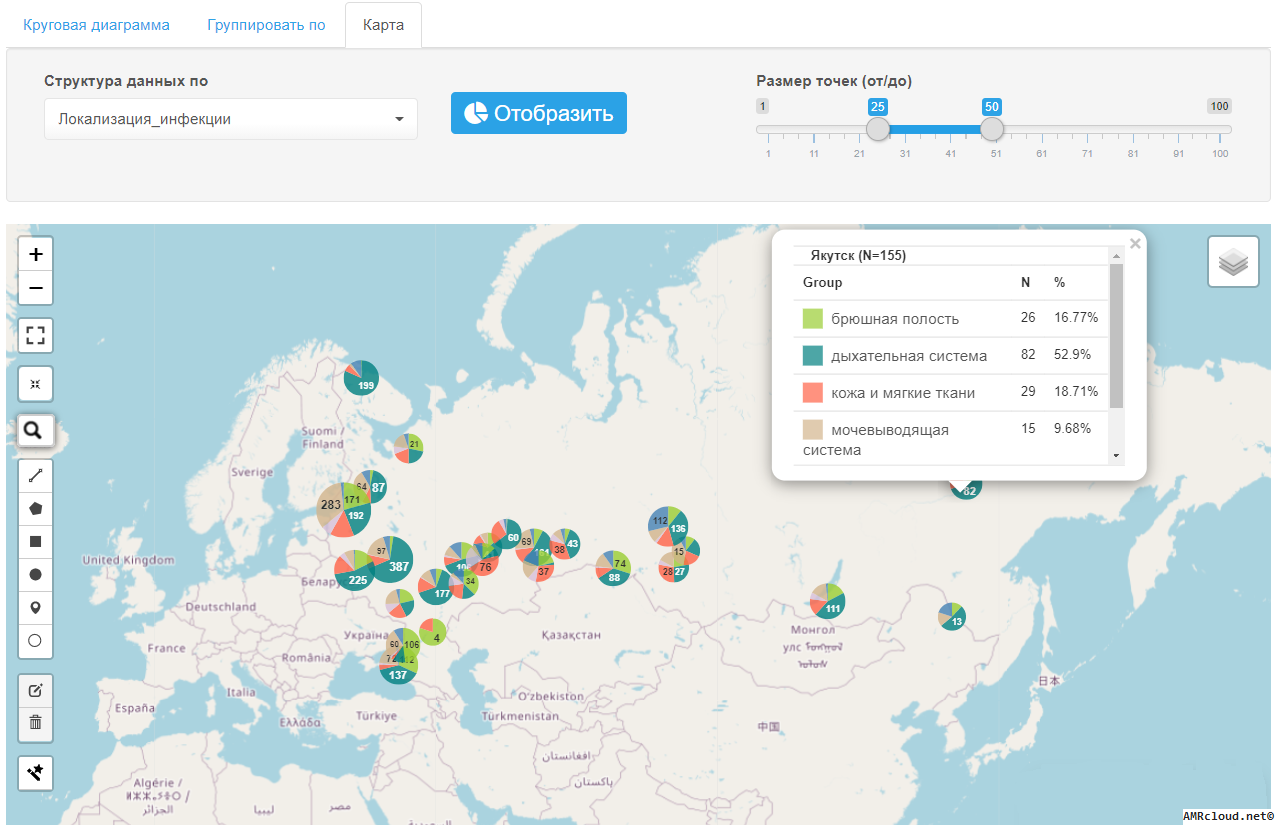 Круговая диаграмма
Группировать по
Карта
Структура данных по
Размер точек (от/до)
Локализация_инфекции
Отобразить
1
25
50
100
1 11 21 31 41 51 61 71 81 91 100
+
−
×
Якутск (N=155)
Group N %
брюшная полость 26 16.77%
дыхательная система 82 52.9%
кожа и мягкие ткани 29 18.71%
мочевыводящая 15 9.68%
система
82
199
Suomi /
Finland
21
Sverige
64
87
283
171
192
112
136
60
97
69
43
38
15
United Kingdom
387
76
37
74
28
27
Беларусь
225
88
34
177
Deutschland
111
13
4
Україна
Қазақстан
Монгол
улс
France
60
106
România
72
137
日本
Italia
O'zbekiston
España
Ελλάδα
Türkiye
Türkmenistan
中国
افغانستان
پاکستان
Algérie /
ⵍⵣⵣⴰⵢⴻⵔ /
الجزائر
ليبيا
مصر
السعودية
AMRcloud.net©